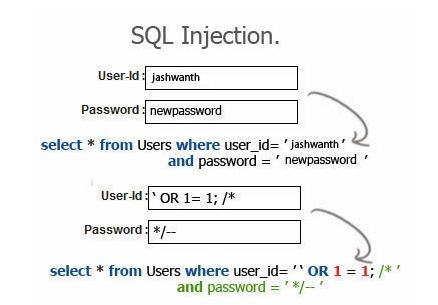 SQL Injection.
User-Id: jashwanth
Password: newpassword
select * from Users where user_id= ' jashwanth '
and password = ' newpassword '
User-Id: ` OR 1= 1; /*
Password: */--
select * from Users where user_id= '` OR 1 = 1; /* '
and password = ' */-- '